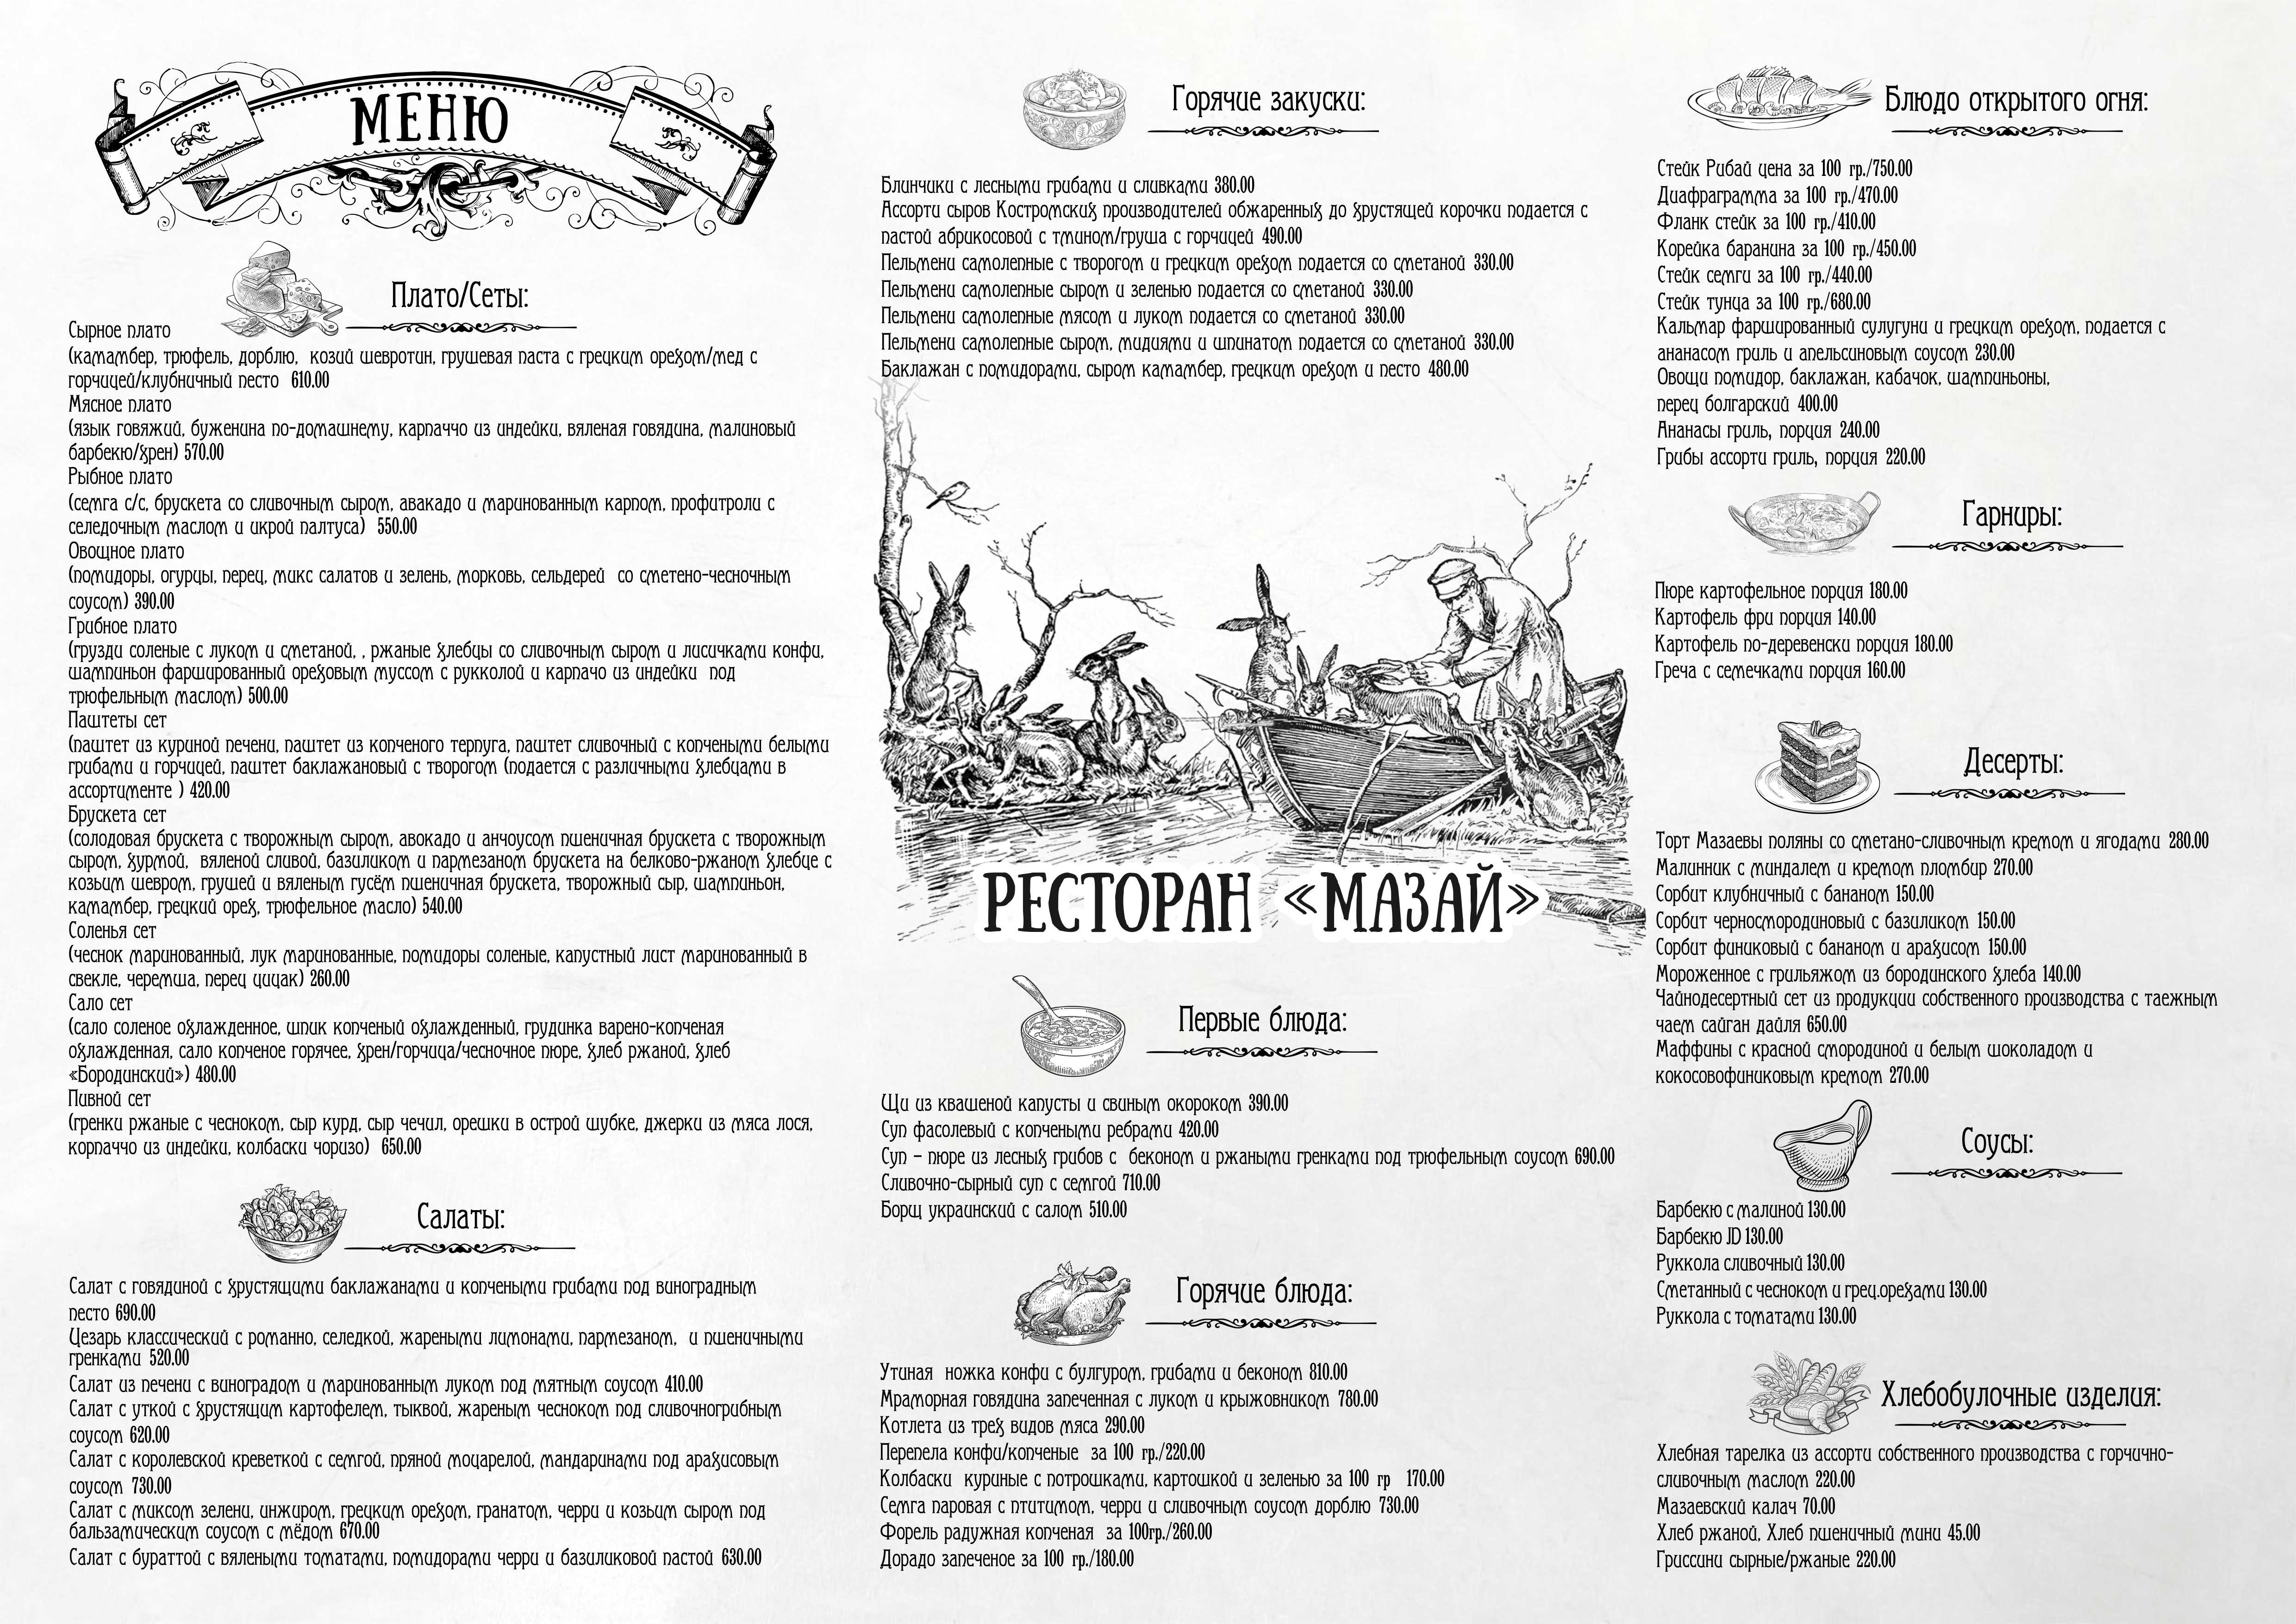 МЕНЮ
Плато/Сеты:
Сырное плато
(камамбер, трюфель, дорблю, козий шевротин, грушевая паста с грецким орехом/мед с
горчицей/клубничный песто 610.00
Мясное плато
(язык говяжий, буженина по-домашнему, карпаччо из индейки, вяленая говядина, малиновый
барбекю/хрен) 570.00
Рыбное плато
(семга с/с, брускета со сливочным сыром, авакадо и маринованным карпом, профитроли с
селедочным маслом и икрой палтуса) 550.00
Овощное плато
(помидоры, огурцы, перец, микс салатов и зелень, морковь, сельдерей со сметено-чесночным
соусом) 390.00
Грибное плато
(грузди соленые с луком и сметаной, , ржаные хлебцы со сливочным сыром и лисичками конфи,
шампиньон фаршированный ореховым муссом с рукколой и карпачо из индейки под
трюфельным маслом) 500.00
Паштеты сет
(паштет из куриной печени, паштет из копченого терпуга, паштет сливочный с копчеными белыми
грибами и горчицей, паштет баклажановый с творогом (подается с различными хлебцами в
ассортименте ) 420.00
Брускета сет
(солодовая брускета с творожным сыром, авокадо и анчоусом пшеничная брускета с творожным
сыром, хурмой, вяленой сливой, базиликом и пармезаном брускета на белково-ржаном хлебце с
козьим шевром, грушей и вяленым гусём пшеничная брускета, творожный сыр, шампиньон,
камамбер, грецкий орех, трюфельное масло) 540.00
Соленья сет
(чеснок маринованный, лук маринованные, помидоры соленые, капустный лист маринованный в
свекле, черемша, перец цицак) 260.00
Сало сет
(сало соленое охлажденное, шпик копченый охлажденный, грудинка варено-копченая
охлажденная, сало копченое горячее, хрен/горчица/чесночное пюре, хлеб ржаной, хлеб
«Бородинский») 480.00
Пивной сет
(гренки ржаные с чесноком, сыр курд, сыр чечил, орешки в острой шубке, джерки из мяса лося,
корпаччо из индейки, колбаски чоризо) 650.00
Салаты:
Салат с говядиной с хрустящими баклажанами и копчеными грибами под виноградным
песто 690.00
Цезарь классический с романно, селедкой, жареными лимонами, пармезаном, и пшеничными
гренками 520.00
Салат из печени с виноградом и маринованным луком под мятным соусом 410.00
Салат с уткой с хрустящим картофелем, тыквой, жареным чесноком под сливочногрибным
соусом 620.00
Салат с королевской креветкой с семгой, пряной моцарелой, мандаринами под арахисовым
соусом 730.00
Салат с миксом зелени, инжиром, грецким орехом, гранатом, черри и козьим сыром под
бальзамическим соусом с мёдом 670.00
Салат с бураттой с вялеными томатами, помидорами черри и базиликовой пастой 630.00
Горячие закуски:
Блинчики с лесными грибами и сливками 380.00
Ассорти сыров Костромских производителей обжаренных до хрустящей корочки подается с
пастой абрикосовой с тмином/груша с горчицей 490.00
Пельмени самолепные с творогом и грецким орехом подается со сметаной 330.00
Пельмени самолепные сыром и зеленью подается со сметаной 330.00
Пельмени самолепные мясом и луком подается со сметаной 330.00
Пельмени самолепные сыром, мидиями и шпинатом подается со сметаной 330.00
Баклажан с помидорами, сыром камамбер, грецким орехом и песто 480.00
РЕСТОРАН «МАЗАЙ»
Первые блюда:
Щи из квашеной капусты и свиным окороком 390.00
Суп фасолевый с копчеными ребрами 420.00
Суп – пюре из лесных грибов с беконом и ржаными гренками под трюфельным соусом 690.00
Сливочно-сырный суп с семгой 710.00
Борщ украинский с салом 510.00
Горячие блюда:
Утиная ножка конфи с булгуром, грибами и беконом 810.00
Мраморная говядина запеченная с луком и крыжовником 780.00
Котлета из трех видов мяса 290.00
Перепела конфи/копченые за 100 гр./220.00
Колбаски куриные с потрошками, картошкой и зеленью за 100 гр 170.00
Семга паровая с птитимом, черри и сливочным соусом дорблю 730.00
Форель радужная копченая за 100гр./260.00
Дорадо запеченое за 100 гр./180.00
Блюдо открытого огня:
Стейк Рибай цена за 100 гр./750.00
Диафраграмма за 100 гр./470.00
Фланк стейк за 100 гр./410.00
Корейка баранина за 100 гр./450.00
Стейк семги за 100 гр./440.00
Стейк тунца за 100 гр./680.00
Кальмар фаршированный сулугуни и грецким орехом, подается с
ананасом гриль и апельсиновым соусом 230.00
Овощи помидор, баклажан, кабачок, шампиньоны,
перец болгарский 400.00
Ананасы гриль, порция 240.00
Грибы ассорти гриль, порция 220.00
Гарниры:
Пюре картофельное порция 180.00
Картофель фри порция 140.00
Картофель по-деревенски порция 180.00
Греча с семечками порция 160.00
Десерты:
Торт Мазаевы поляны со сметано-сливочным кремом и ягодами 280.00
Малинник с миндалем и кремом пломбир 270.00
Сорбит клубничный с бананом 150.00
Сорбит черносмородиновый с базиликом 150.00
Сорбит финиковый с бананом и арахисом 150.00
Мороженное с грильяжом из бородинского хлеба 140.00
Чайнодесертный сет из продукции собственного производства с таежным
чаем сайган дайля 650.00
Маффины с красной смородиной и белым шоколадом и
кокосовофиниковым кремом 270.00
Соусы:
Барбекю с малиной 130.00
Барбекю JD 130.00
Руккола сливочный 130.00
Сметанный с чесноком и грец.орехами 130.00
Руккола с томатами 130.00
Хлебобулочные изделия:
Хлебная тарелка из ассорти собственного производства с горчично-
сливочным маслом 220.00
Мазаевский калач 70.00
Хлеб ржаной, Хлеб пшеничный мини 45.00
Гриссини сырные/ржаные 220.00